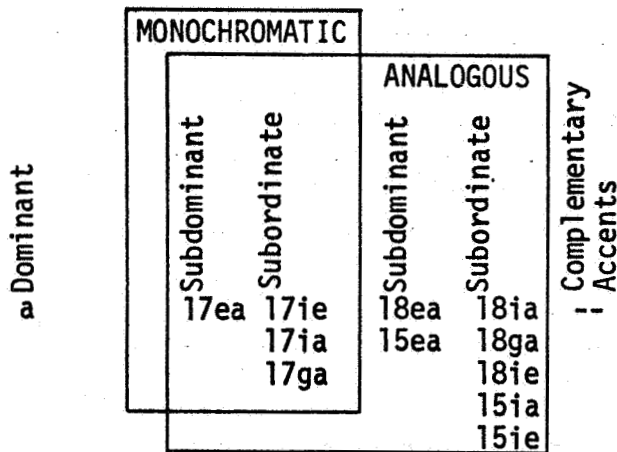 MONOCHROMATIC
ANALOGOUS
Dominant
Subdominant
Subordinate
Subdominant
Subordinate
Complementary
Accents
17ea 17ie 18ea 18ia --
17ia 15ea 18ga
17ga 18ie
15ia
15ie